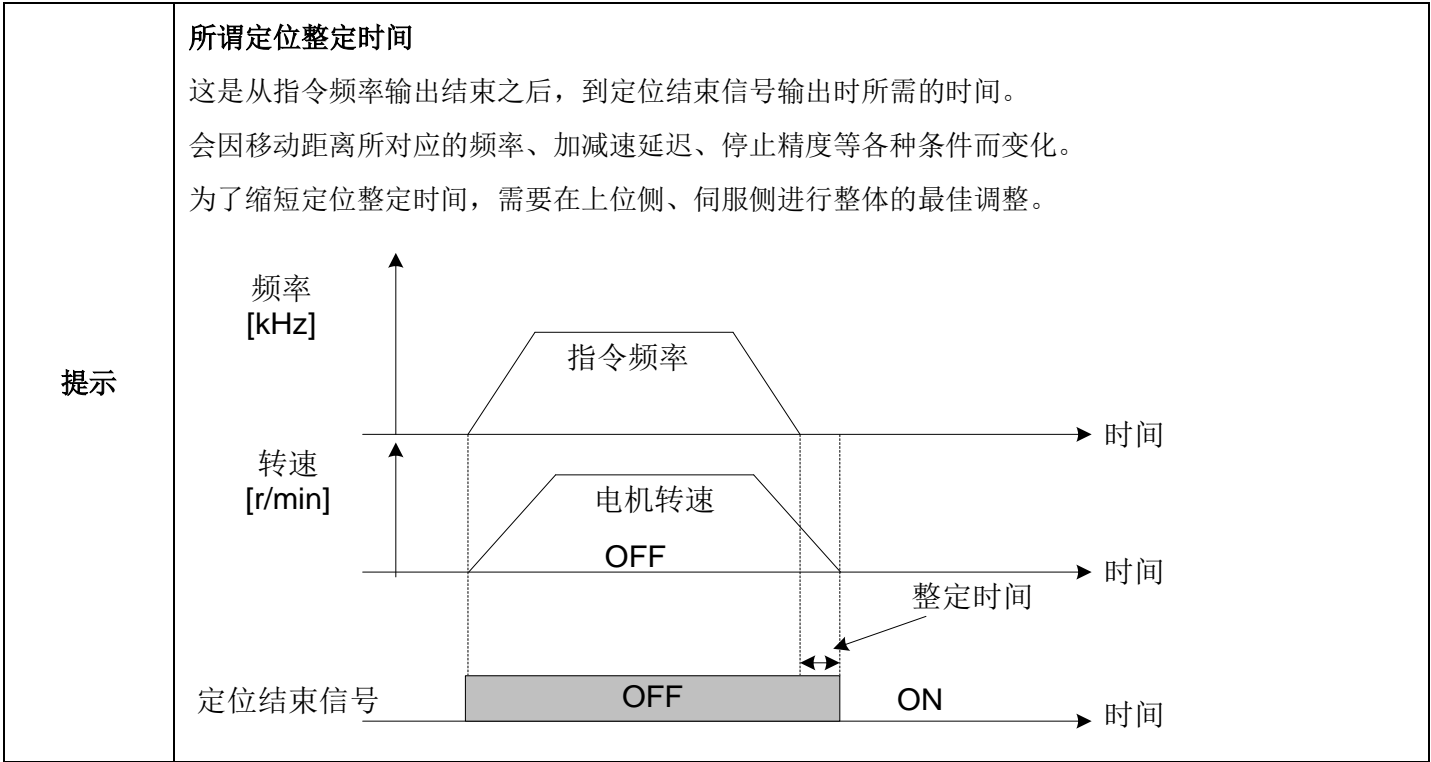 所谓定位整定时间
这是从指令频率输出结束之后，到定位结束信号输出时所需的时间。
会因移动距离所对应的频率、加减速延迟、停止精度等各种条件而变化。
为了缩短定位整定时间，需要在上位侧、伺服侧进行整体的最佳调整。
提示
频率
[kHz]
指令频率
时间
转速
[r/min]
电机转速
OFF
时间
整定时间
定位结束信号
OFF
ON
时间